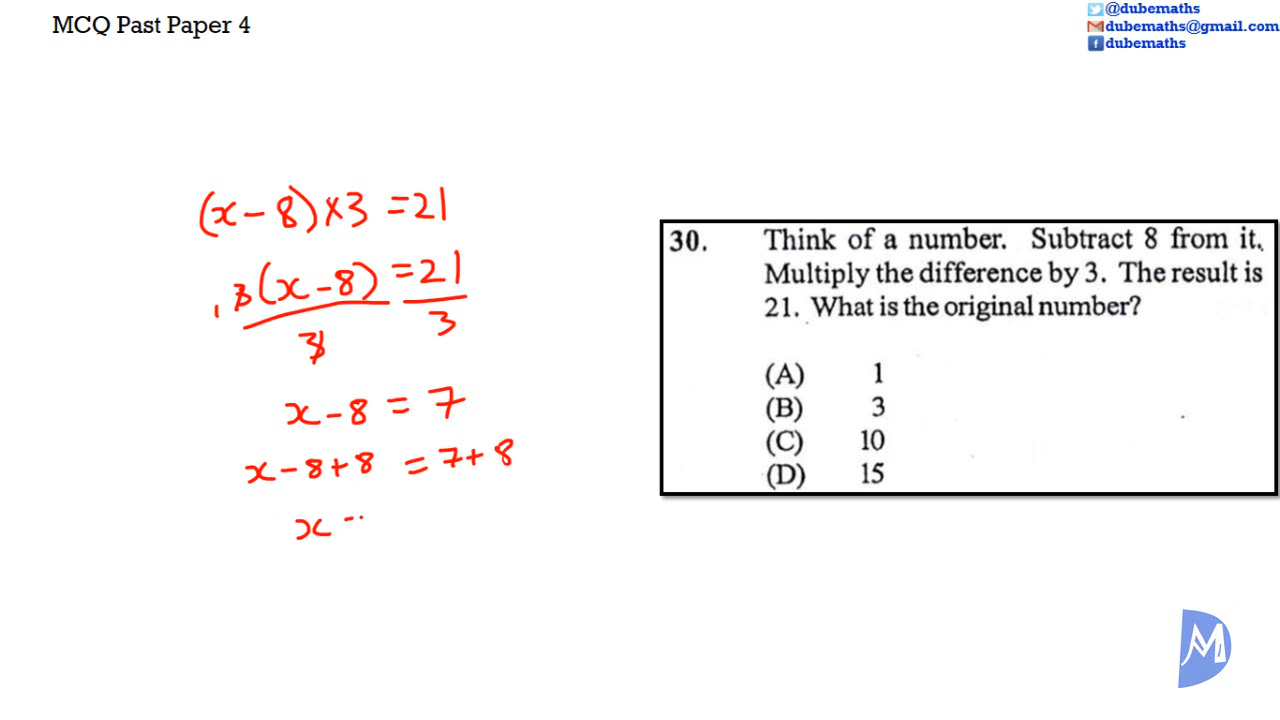 MCQ Past Paper 4
@dubemaths
dubemaths@gmail.com
dubemaths
(x - 8) × 3 = 21
3(x - 8) = 21
1
3 3
x - 8 = 7
x - 8 + 8 = 7 + 8
x
30. Think of a number. Subtract 8 from it,
Multiply the difference by 3. The result is
21. What is the original number?
(A) 1
(B) 3
(C) 10
(D) 15
M